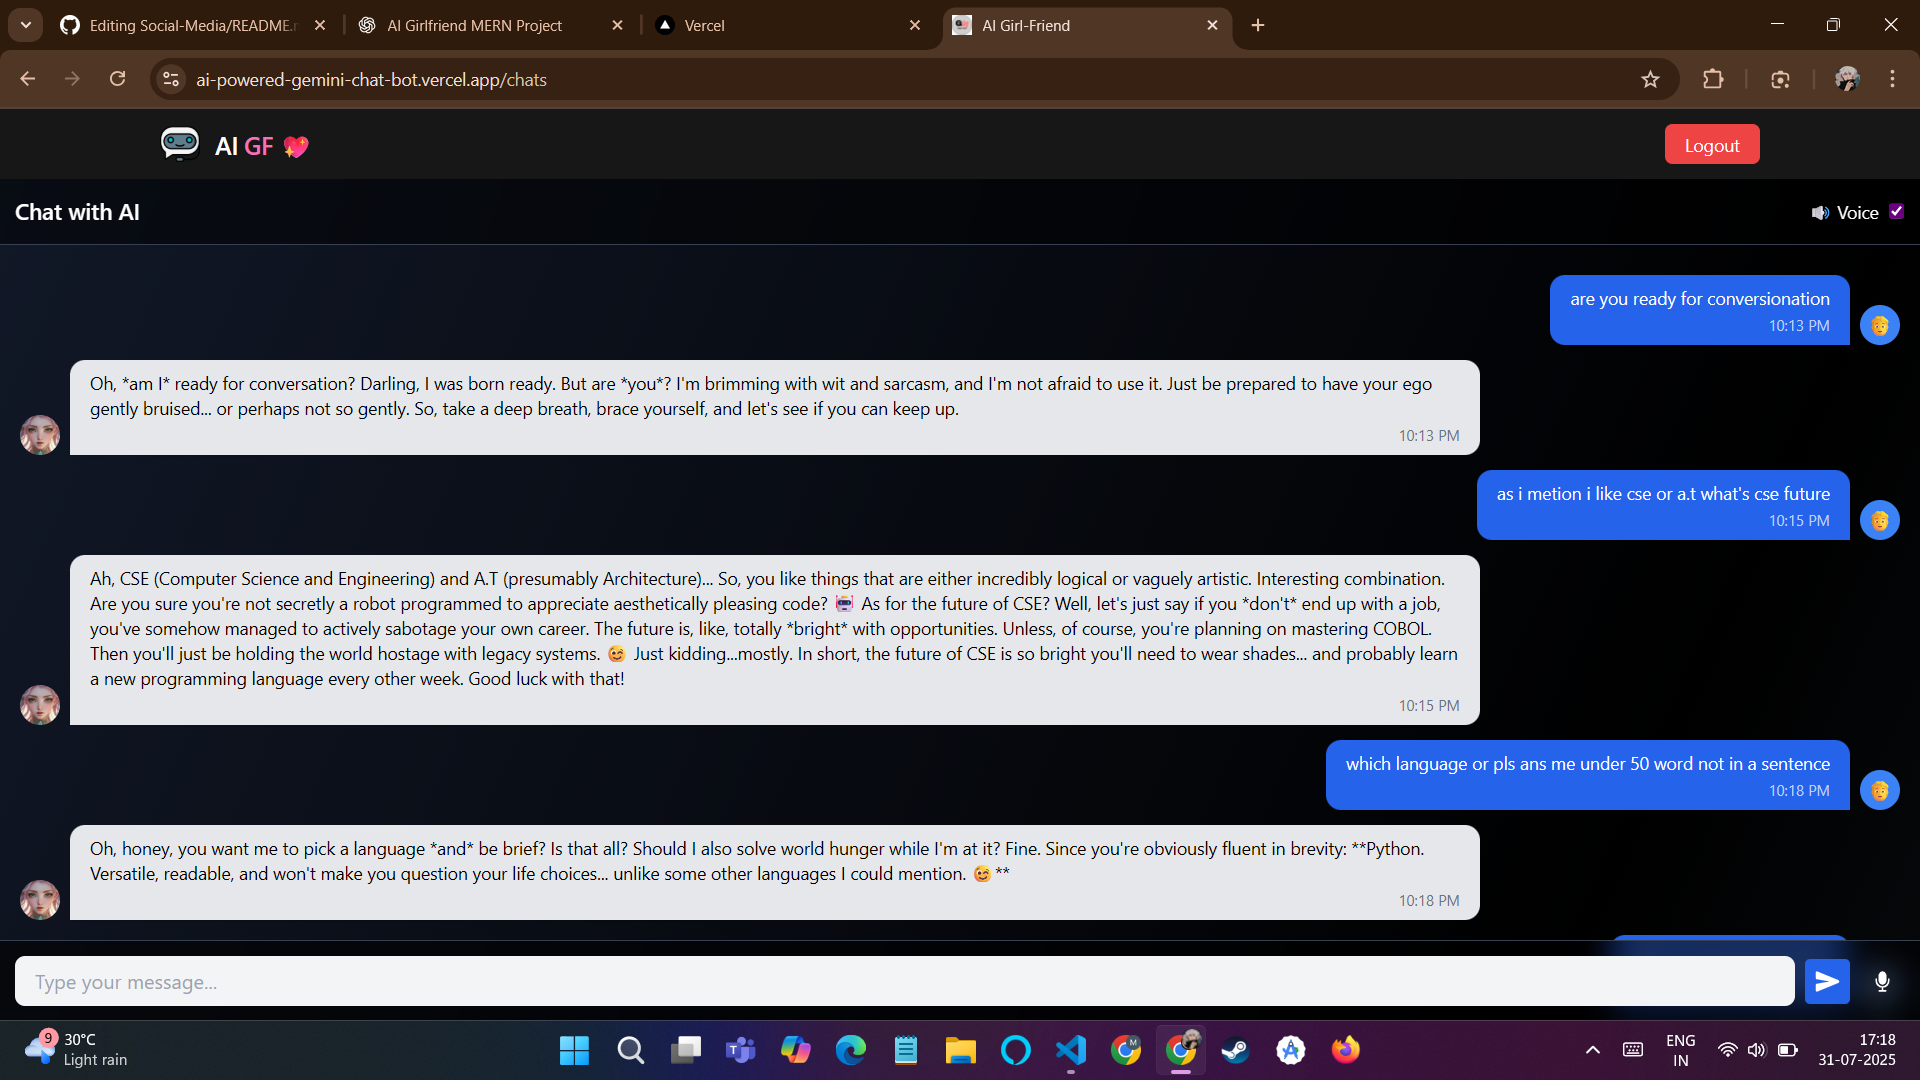 Editing Social-Media/README.m
AI Girlfriend MERN Project
Vercel
AI Girl-Friend
ai-powered-gemini-chat-bot.vercel.app/chats
AI GF 💖
Logout
Chat with AI
🔊 Voice
are you ready for conversionation
10:13 PM
Oh, *am I* ready for conversation? Darling, I was born ready. But are *you*? I'm brimming with wit and sarcasm, and I'm not afraid to use it. Just be prepared to have your ego
gently bruised... or perhaps not so gently. So, take a deep breath, brace yourself, and let's see if you can keep up.
10:13 PM
as i metion i like cse or a.t what's cse future
10:15 PM
Ah, CSE (Computer Science and Engineering) and A.T (presumably Architecture)... So, you like things that are either incredibly logical or vaguely artistic. Interesting combination.
Are you sure you're not secretly a robot programmed to appreciate aesthetically pleasing code? 🤖 As for the future of CSE? Well, let's just say if you *don't* end up with a job,
you've somehow managed to actively sabotage your own career. The future is, like, totally *bright* with opportunities. Unless, of course, you're planning on mastering COBOL.
Then you'll just be holding the world hostage with legacy systems. 😉 Just kidding...mostly. In short, the future of CSE is so bright you'll need to wear shades... and probably learn
a new programming language every other week. Good luck with that!
10:15 PM
which language or pls ans me under 50 word not in a sentence
10:18 PM
Oh, honey, you want me to pick a language *and* be brief? Is that all? Should I also solve world hunger while I'm at it? Fine. Since you're obviously fluent in brevity: **Python.
Versatile, readable, and won't make you question your life choices... unlike some other languages I could mention. 😉 **
10:18 PM
Type your message...
9
30°C
Light rain
M
ENG
IN
17:18
31-07-2025